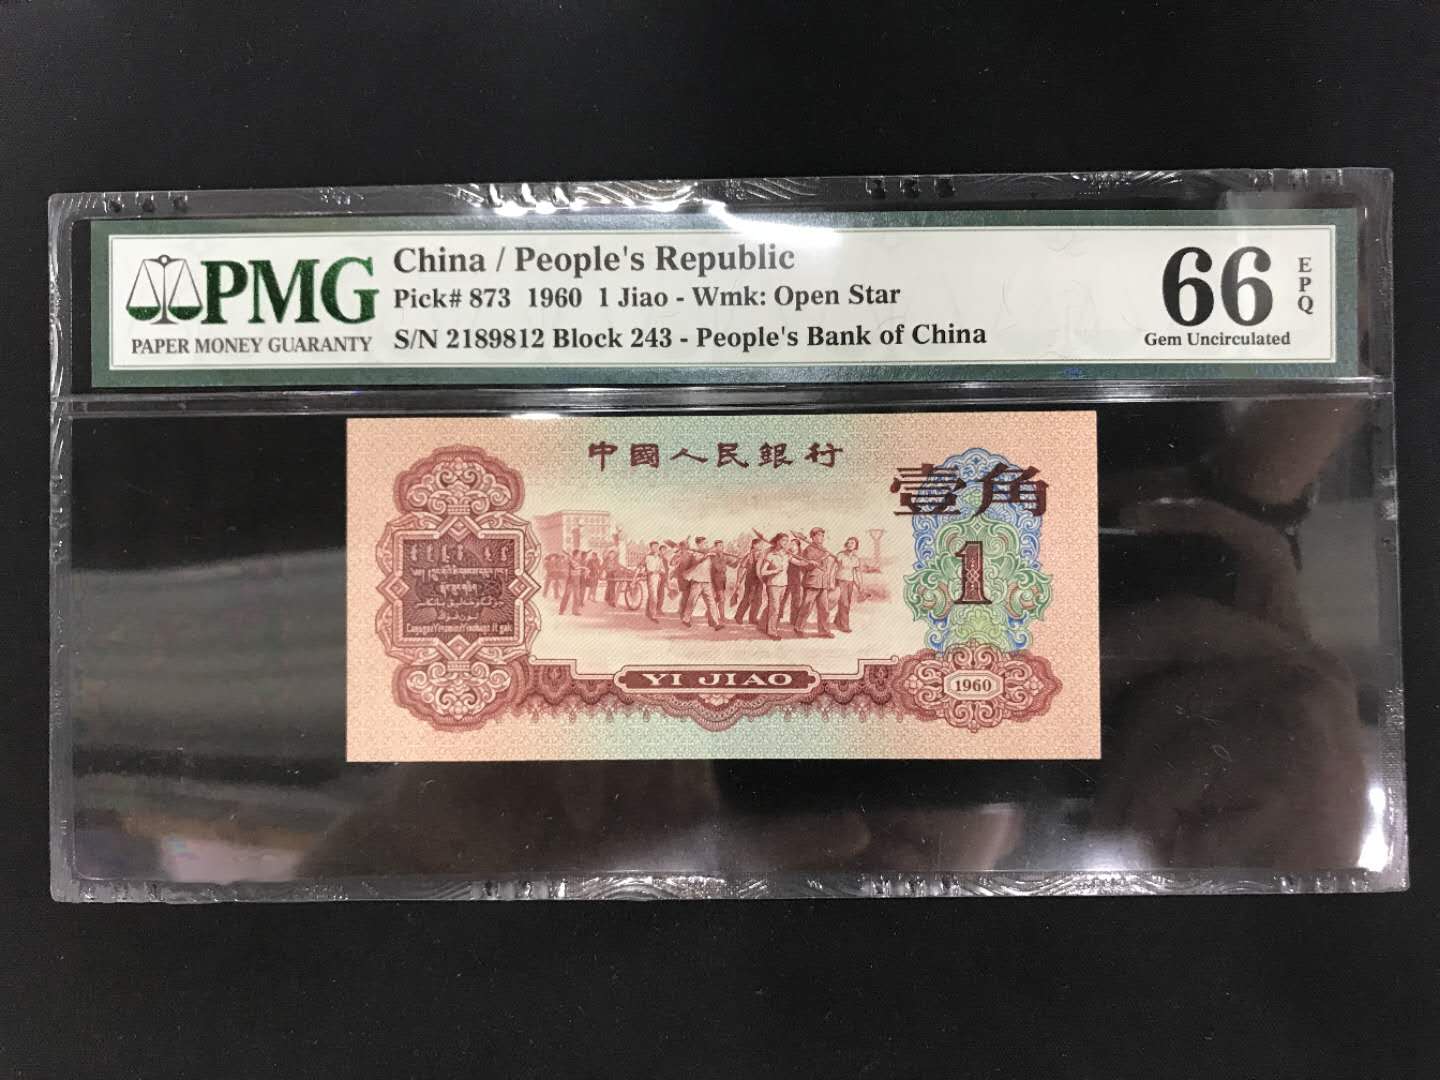 PMG
PAPER MONEY GUARANTY
China / People's Republic
Pick# 873 1960 1 Jiao - Wmk: Open Star
S/N 2189812 Block 243 - People's Bank of China
66
EPQ
Gem Uncirculated
中國人民銀行
壹角
1
YI JIAO
1960